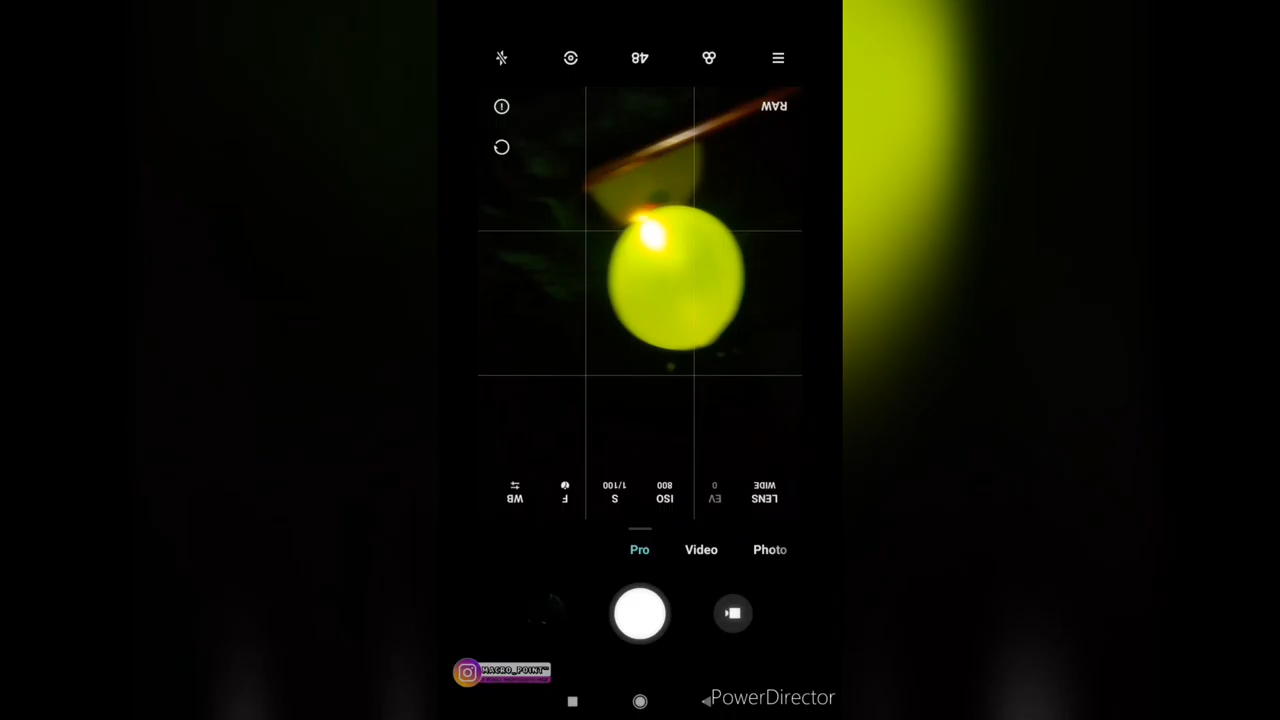 48
RAW
WIDE
0
800
1/100
LENS
EV
ISO
S
F
WB
Pro
Video
Photo
MACRO_POINT
PowerDirector